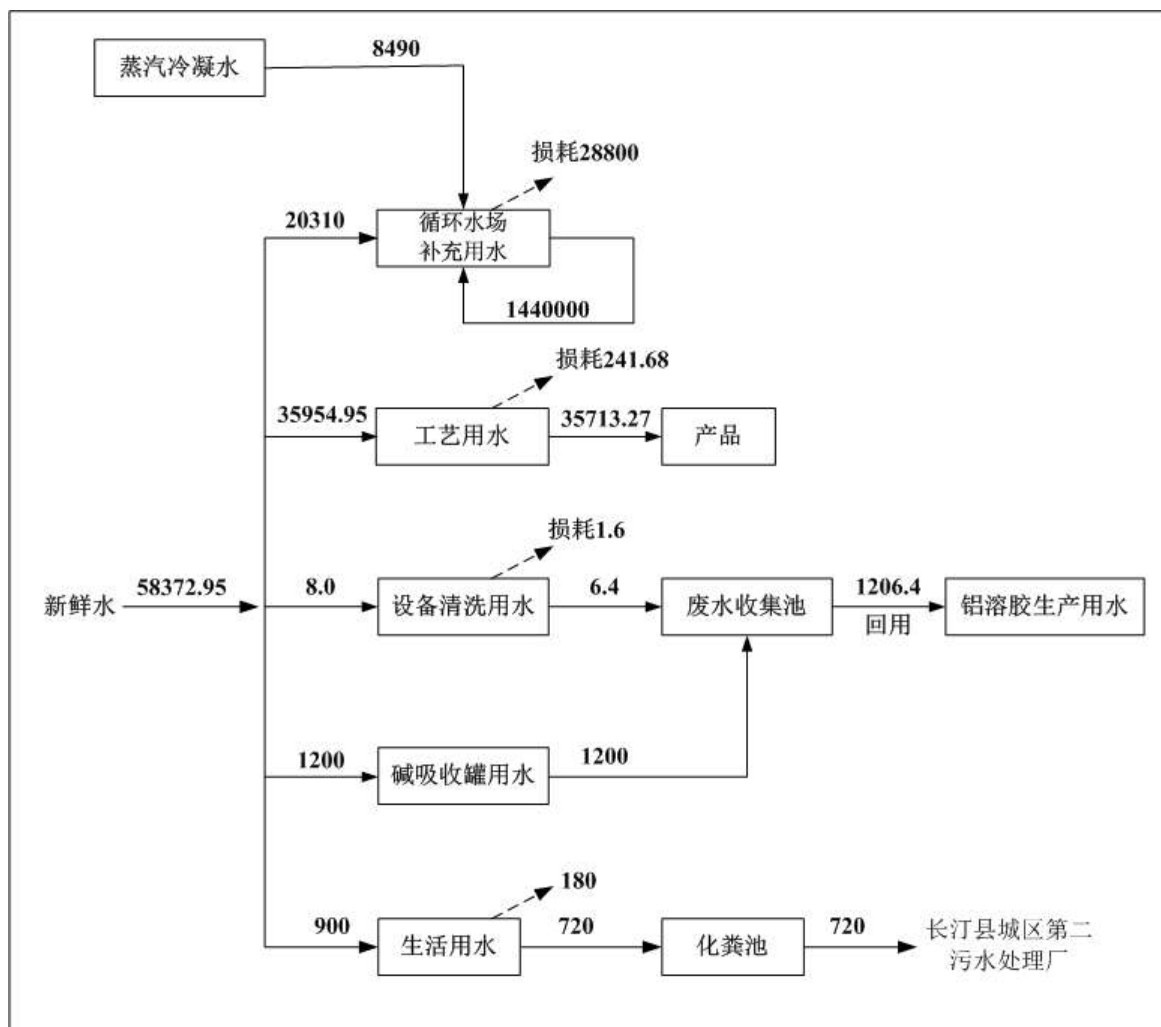 8490
蒸汽冷凝水
损耗28800
20310
循环水场
补充用水
1440000
损耗241.68
35954.95
工艺用水
35713.27
产品
损耗1.6
新鲜水
58372.95
8.0
设备清洗用水
6.4
废水收集池
1206.4
回用
铝溶胶生产用水
1200
碱吸收罐用水
1200
180
900
生活用水
720
化粪池
720
长汀县城区第二
污水处理厂